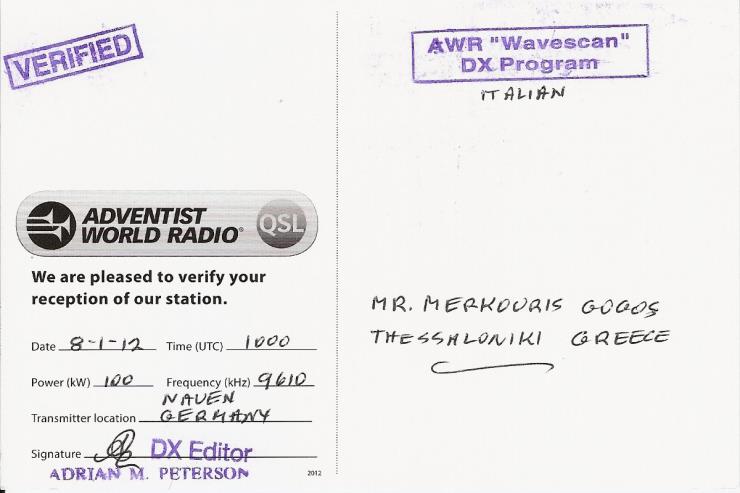 VERIFIED
AWR "Wavescan"
DX Program
ITALIAN
ADVENTIST
WORLD RADIO®
QSL
We are pleased to verify your
reception of our station.
Date 8-1-12 Time (UTC) 1000
Power (kW) 100 Frequency (kHz) 9610
NAUEN
Transmitter location GERMANY
Signature DX Editor
ADRIAN M. PETERSON
2012
MR. MERKOURIS GOGOS
THESSALONIKI GREECE